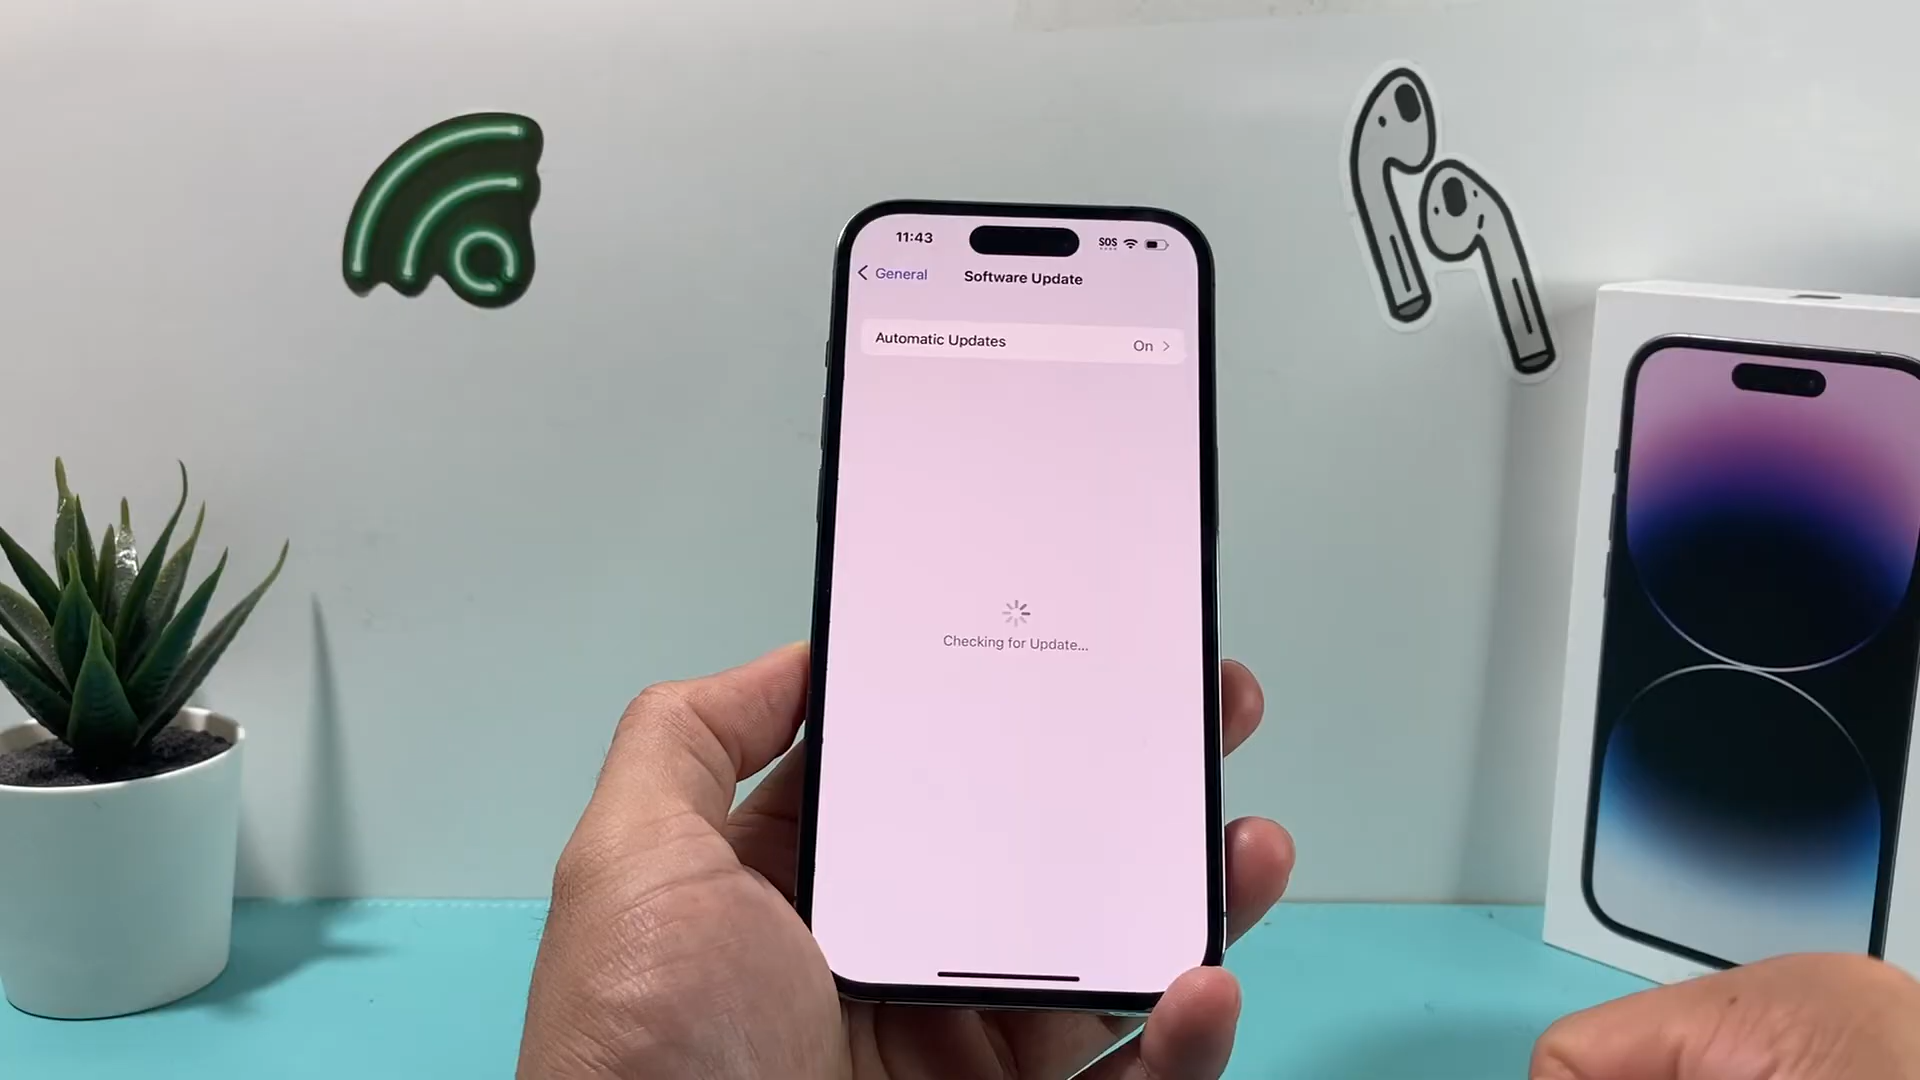 11:43
SOS
General
Software Update
Automatic Updates
On
Checking for Update...